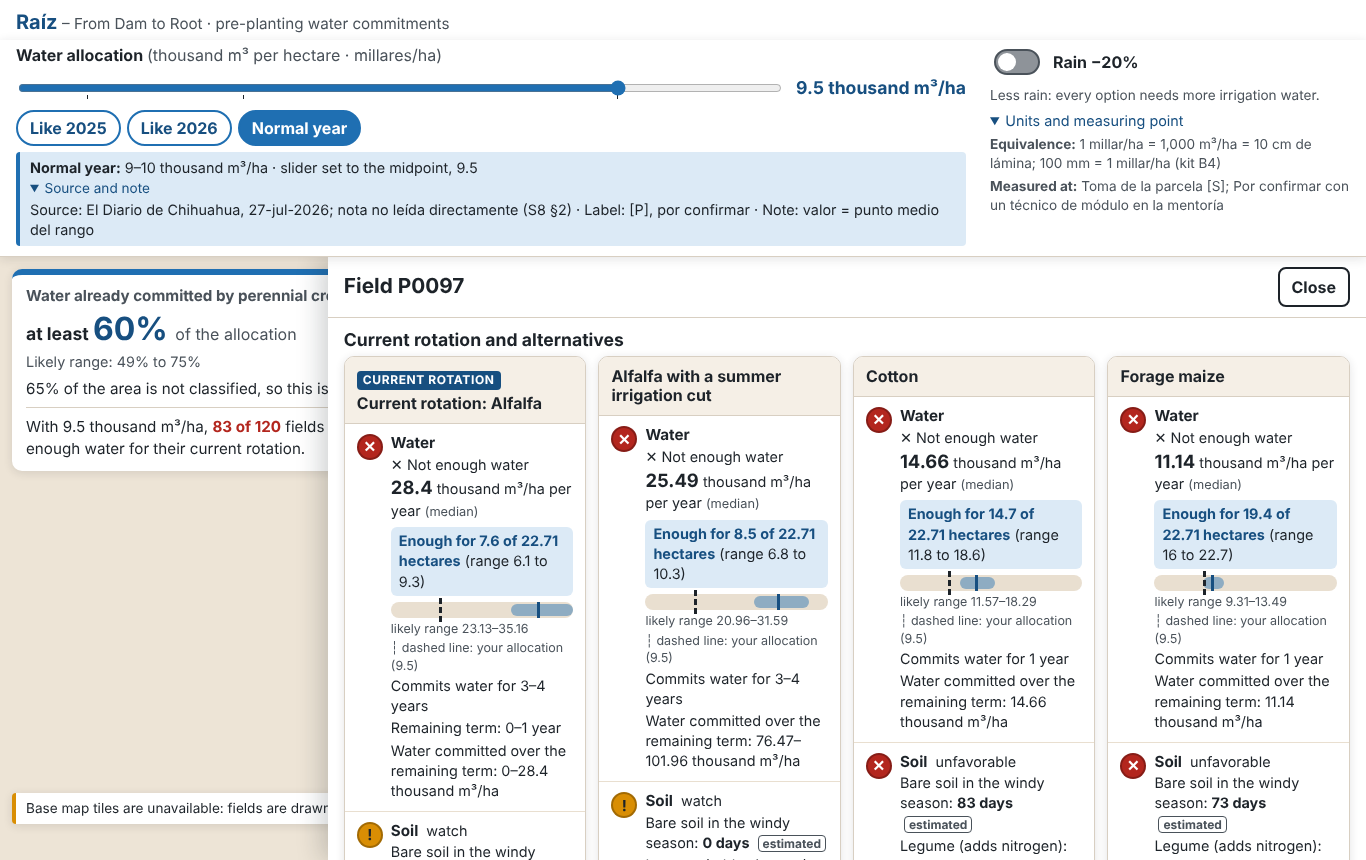 Raíz – From Dam to Root · pre-planting water commitments
Water allocation (thousand m³ per hectare · millares/ha)
9.5 thousand m³/ha
Like 2025
Like 2026
Normal year
Normal year: 9–10 thousand m³/ha · slider set to the midpoint, 9.5
▼ Source and note
Source: El Diario de Chihuahua, 27-jul-2026; nota no leída directamente (S8 §2) · Label: [P], por confirmar · Note: valor = punto medio
del rango
Rain −20%
Less rain: every option needs more irrigation water.
▼ Units and measuring point
Equivalence: 1 millar/ha = 1,000 m³/ha = 10 cm de
lámina; 100 mm = 1 millar/ha (kit B4)
Measured at: Toma de la parcela [S]; Por confirmar con
un técnico de módulo en la mentoría
Water already committed by perennial
at least 60% of the allocation
Likely range: 49% to 75%
65% of the area is not classified, so this is
With 9.5 thousand m³/ha, 83 of 120 fields
enough water for their current rotation.
Base map tiles are unavailable: fields are drawn
Field P0097
Close
Current rotation and alternatives
CURRENT ROTATION
Current rotation: Alfalfa
✕
Water
✕ Not enough water
28.4 thousand m³/ha per
year (median)
Enough for 7.6 of 22.71
hectares (range 6.1 to
9.3)
likely range 23.13–35.16
┆ dashed line: your allocation
(9.5)
Commits water for 3–4
years
Remaining term: 0–1 year
Water committed over the
remaining term: 0–28.4
thousand m³/ha
!
Soil watch
Bare soil in the windy
Alfalfa with a summer
irrigation cut
✕
Water
✕ Not enough water
25.49 thousand m³/ha
per year (median)
Enough for 8.5 of 22.71
hectares (range 6.8 to
10.3)
likely range 20.96–31.59
┆ dashed line: your allocation
(9.5)
Commits water for 3–4
years
Water committed over the
remaining term: 76.47–
101.96 thousand m³/ha
!
Soil watch
Bare soil in the windy
season: 0 days estimated
Cotton
✕
Water
✕ Not enough water
14.66 thousand m³/ha
per year (median)
Enough for 14.7 of
22.71 hectares (range
11.8 to 18.6)
likely range 11.57–18.29
┆ dashed line: your allocation
(9.5)
Commits water for 1 year
Water committed over the
remaining term: 14.66
thousand m³/ha
✕
Soil unfavorable
Bare soil in the windy
season: 83 days
estimated
Legume (adds nitrogen):
Forage maize
✕
Water
✕ Not enough water
11.14 thousand m³/ha per
year (median)
Enough for 19.4 of
22.71 hectares (range
16 to 22.7)
likely range 9.31–13.49
┆ dashed line: your allocation
(9.5)
Commits water for 1 year
Water committed over the
remaining term: 11.14
thousand m³/ha
✕
Soil unfavorable
Bare soil in the windy
season: 73 days
estimated
Legume (adds nitrogen):